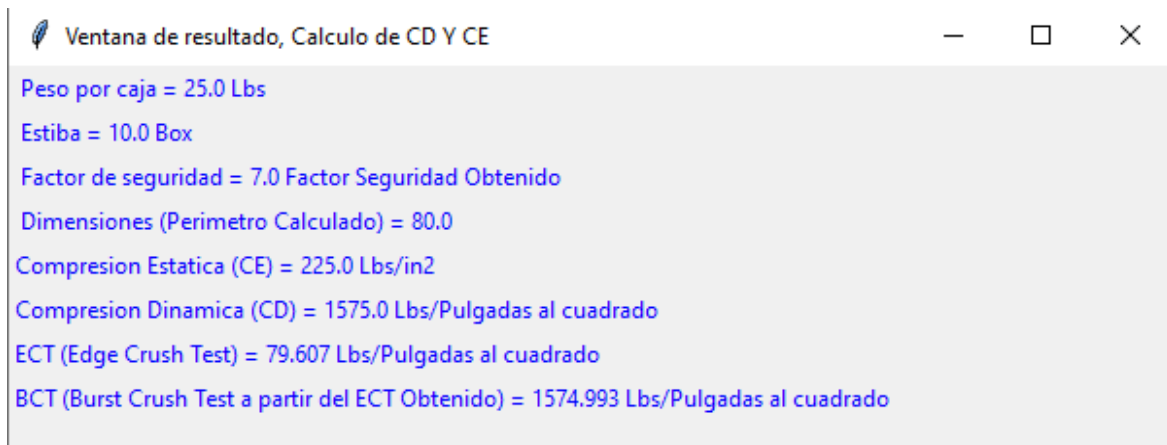 Ventana de resultado, Calculo de CD Y CE
Peso por caja = 25.0 Lbs
Estiba = 10.0 Box
Factor de seguridad = 7.0 Factor Seguridad Obtenido
Dimensiones (Perimetro Calculado) = 80.0
Compresion Estatica (CE) = 225.0 Lbs/in2
Compresion Dinamica (CD) = 1575.0 Lbs/Pulgadas al cuadrado
ECT (Edge Crush Test) = 79.607 Lbs/Pulgadas al cuadrado
BCT (Burst Crush Test a partir del ECT Obtenido) = 1574.993 Lbs/Pulgadas al cuadrado